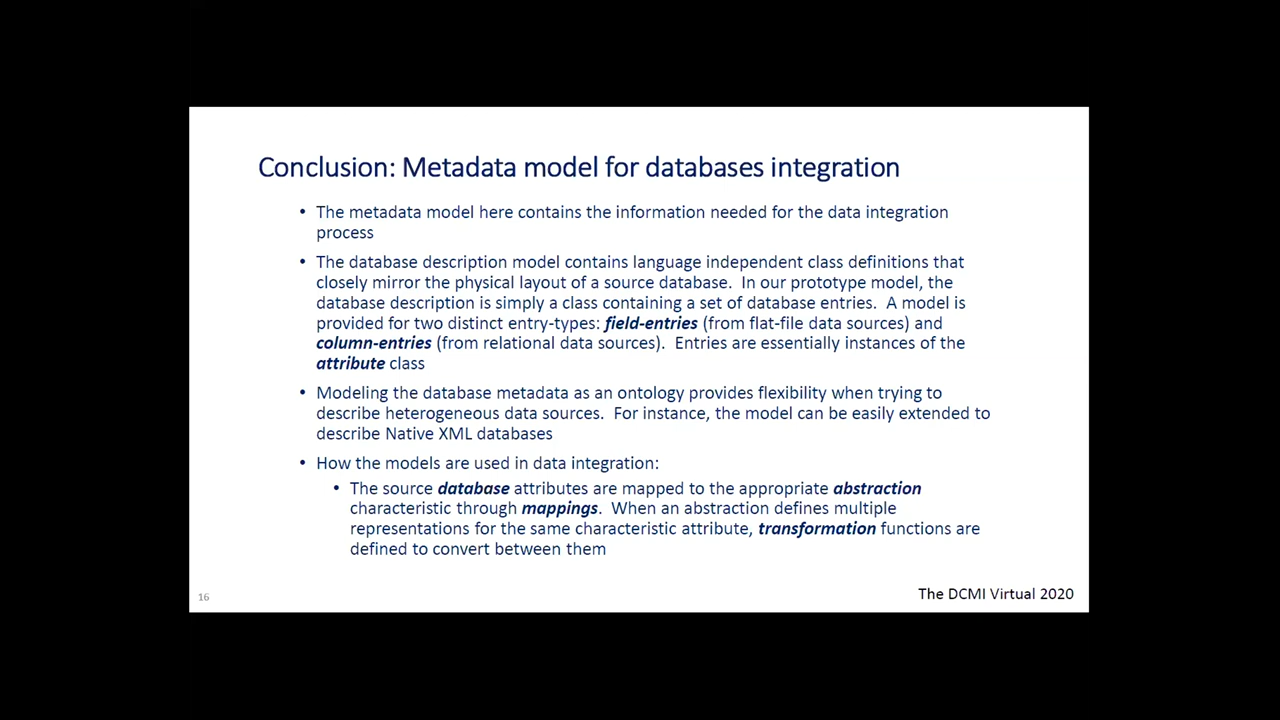 Conclusion: Metadata model for databases integration
• The metadata model here contains the information needed for the data integration
process
• The database description model contains language independent class definitions that
closely mirror the physical layout of a source database.  In our prototype model, the
database description is simply a class containing a set of database entries.  A model is
provided for two distinct entry-types: field-entries (from flat-file data sources) and
column-entries (from relational data sources).  Entries are essentially instances of the
attribute class
• Modeling the database metadata as an ontology provides flexibility when trying to
describe heterogeneous data sources.  For instance, the model can be easily extended to
describe Native XML databases
• How the models are used in data integration:
• The source database attributes are mapped to the appropriate abstraction
characteristic through mappings.  When an abstraction defines multiple
representations for the same characteristic attribute, transformation functions are
defined to convert between them
16
The DCMI Virtual 2020